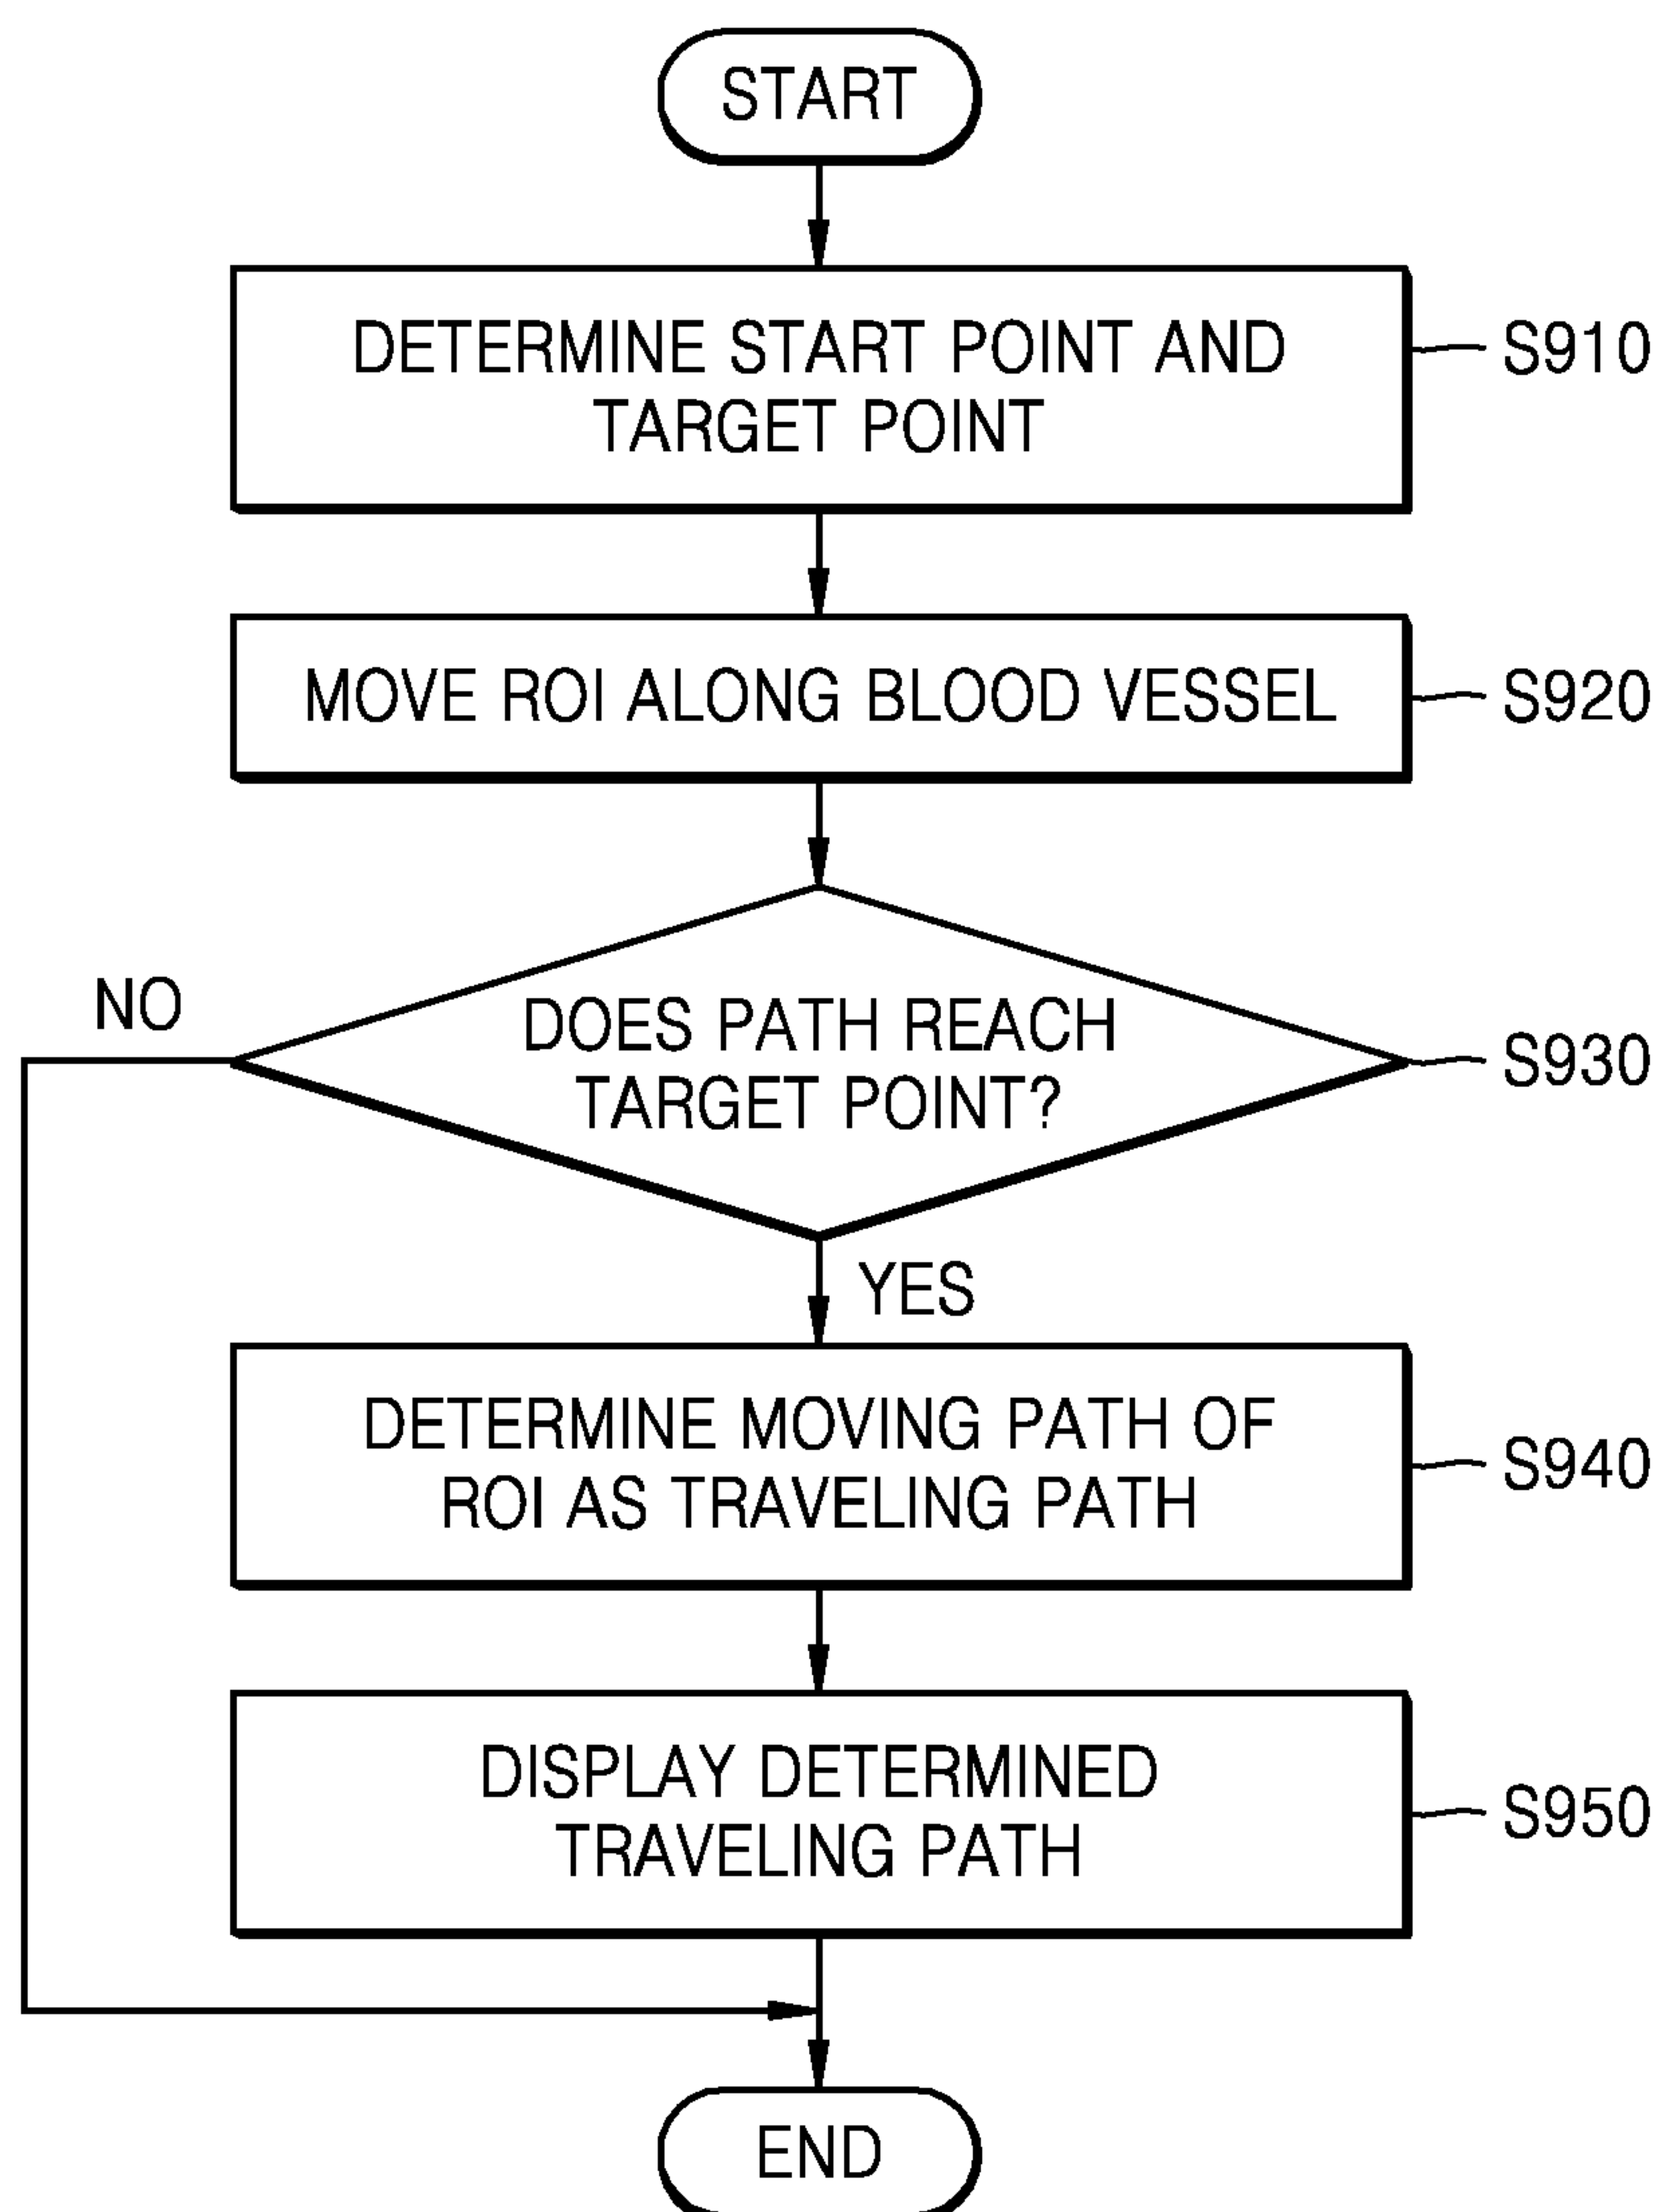 START
DETERMINE START POINT AND
TARGET POINT
S910
MOVE ROI ALONG BLOOD VESSEL
S920
DOES PATH REACH
TARGET POINT?
S930
NO
YES
DETERMINE MOVING PATH OF
ROI AS TRAVELING PATH
S940
DISPLAY DETERMINED
TRAVELING PATH
S950
END